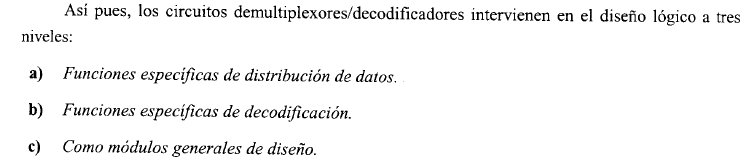 Así pues, los circuitos demultiplexores/decodificadores intervienen en el diseño lógico a tres
niveles:
a) Funciones específicas de distribución de datos.
b) Funciones específicas de decodificación.
c) Como módulos generales de diseño.